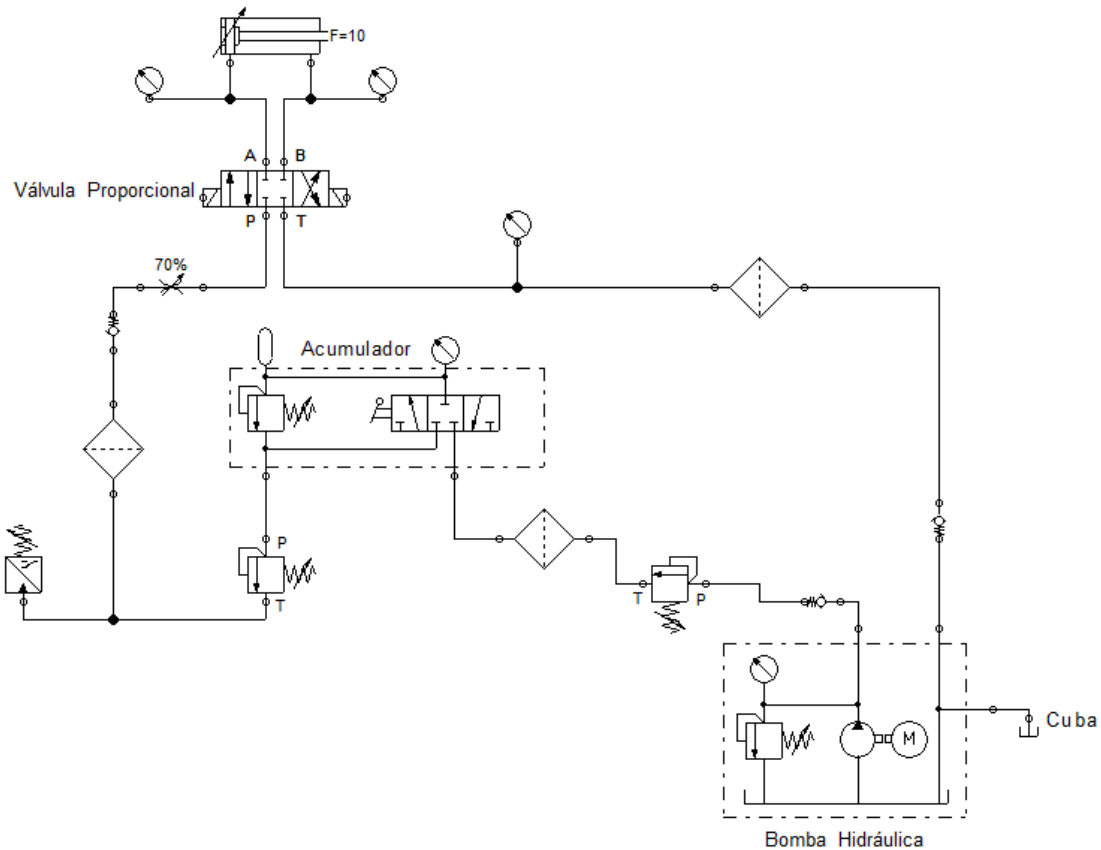 F=10
A B
Válvula Proporcional
P T
70%
Acumulador
P
T
T P
M
Cuba
Bomba Hidráulica